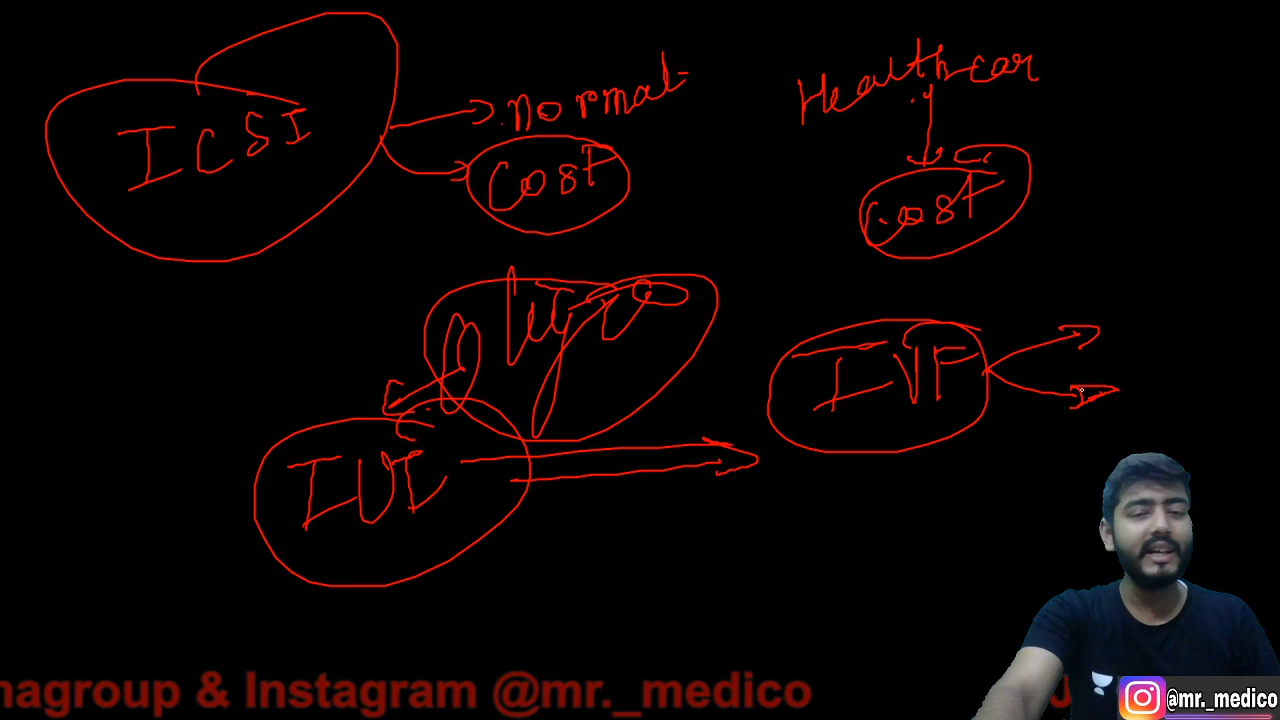 ICSI
normal
cost
Healthcar
cost
IVF
IUI
nagroup & Instagram @mr._medico
@mr._medico